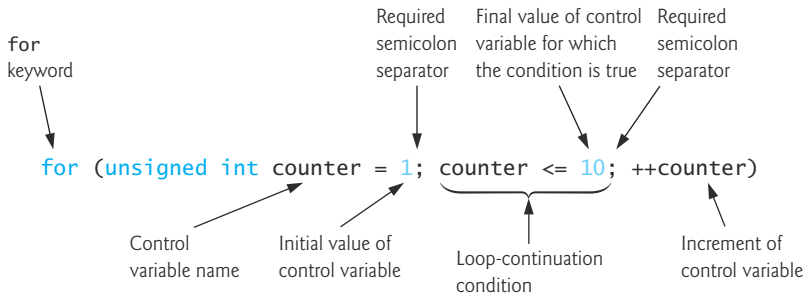 for
keyword
Required
semicolon
separator
Final value of control
variable for which
the condition is true
Required
semicolon
separator
for (unsigned int counter = 1; counter <= 10; ++counter)
Control
variable name
Initial value of
control variable
Loop-continuation
condition
Increment of
control variable